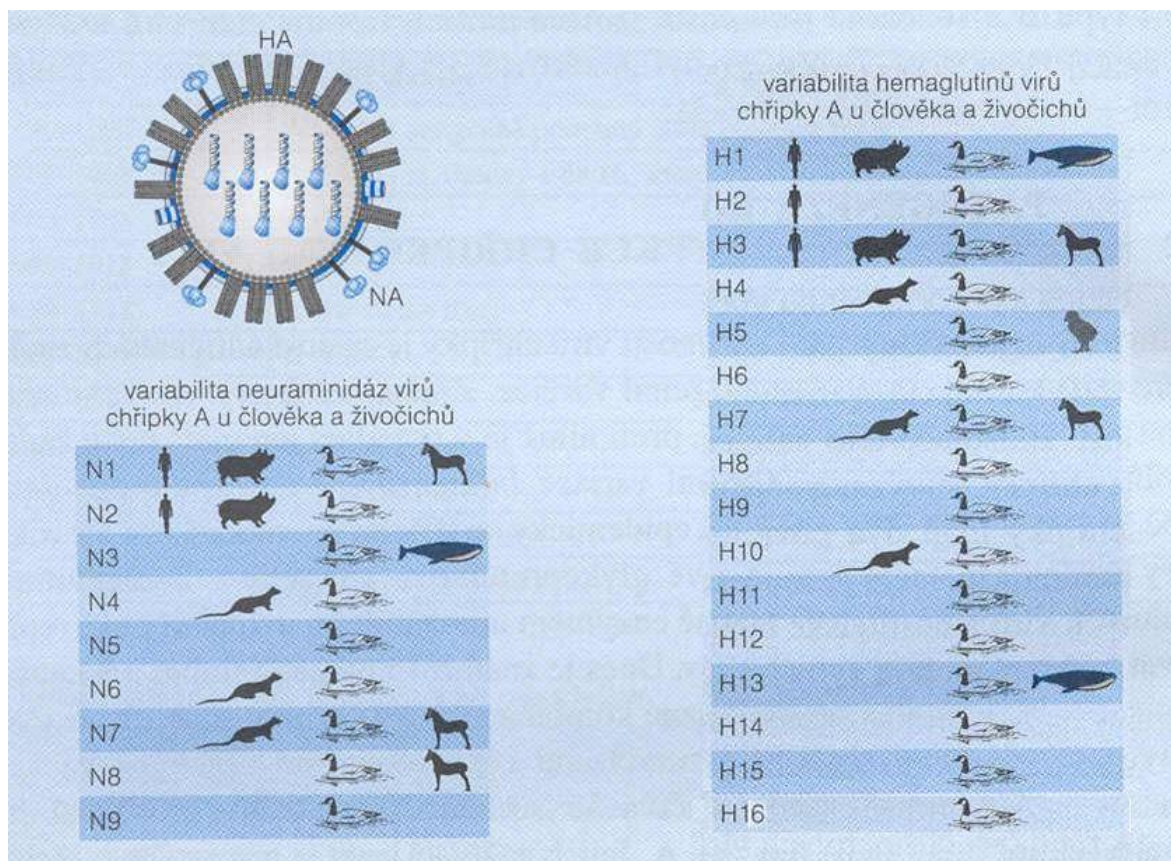 HA
NA
variabilita neuraminidáz virů
chřipky A u člověka a živočichů
N1
N2
N3
N4
N5
N6
N7
N8
N9
variabilita hemaglutinů virů
chřipky A u člověka a živočichů
H1
H2
H3
H4
H5
H6
H7
H8
H9
H10
H11
H12
H13
H14
H15
H16